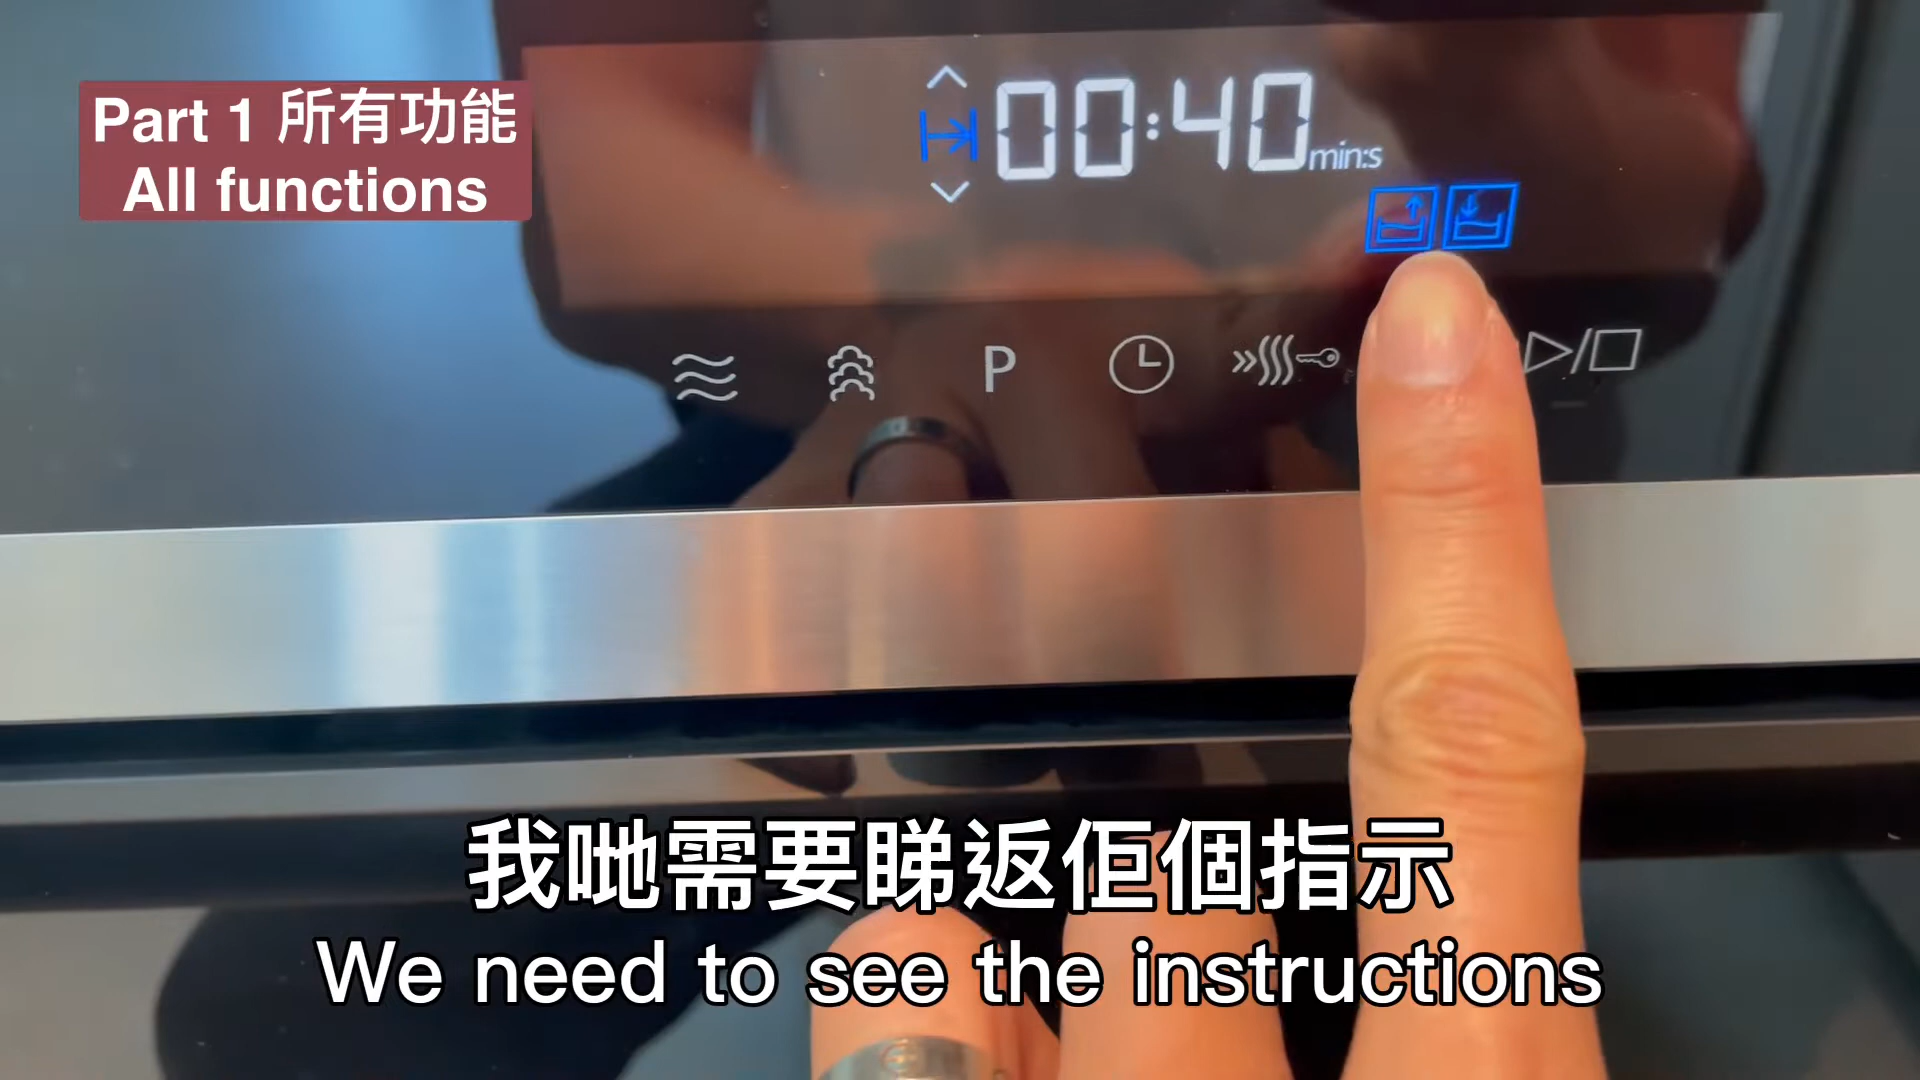 Part 1 所有功能
All functions
00:40
min:s
P
我哋需要睇返佢個指示
We need to see the instructions